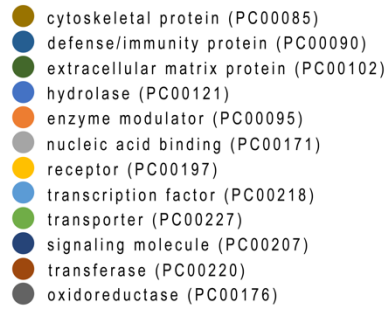 cytoskeletal protein (PC00085)
defense/immunity protein (PC00090)
extracellular matrix protein (PC00102)
hydrolase (PC00121)
enzyme modulator (PC00095)
nucleic acid binding (PC00171)
receptor (PC00197)
transcription factor (PC00218)
transporter (PC00227)
signaling molecule (PC00207)
transferase (PC00220)
oxidoreductase (PC00176)